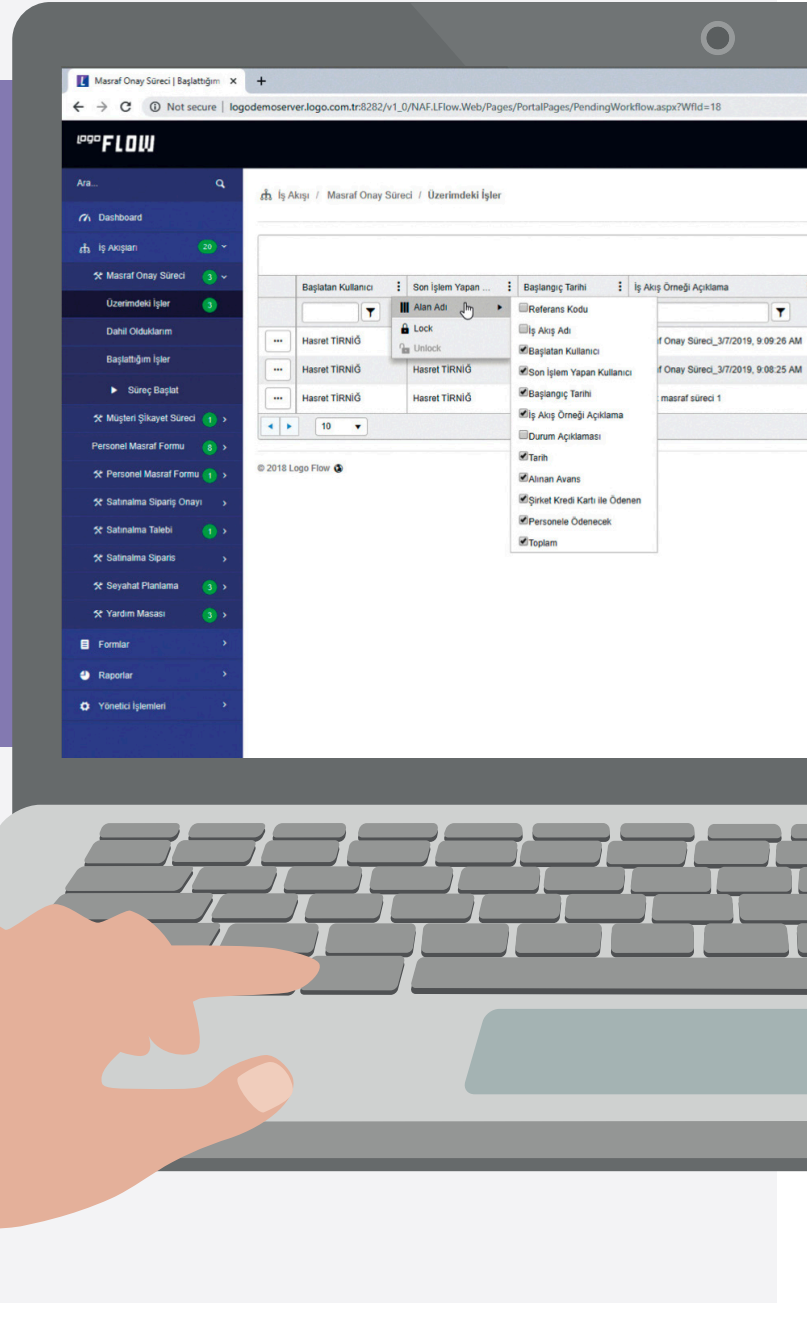 Masraf Onay Süreci | Başlattığım
Not secure | logodemoserver.logo.com.tr:8282/v1_0/NAF.LFlow.Web/Pages/PortalPages/PendingWorkflow.aspx?WfId=18
LOGO FLOW
Ara...
İş Akışı / Masraf Onay Süreci / Üzerimdeki İşler
Dashboard
İş Akışları 20
Masraf Onay Süreci 3
Üzerimdeki İşler 3
Dahil Olduklarım
Başlattığım İşler
Süreç Başlat
Müşteri Şikayet Süreci 1
Personel Masraf Formu 8
Personel Masraf Formu 1
Satınalma Sipariş Onayı
Satınalma Talebi 1
Satinalma Siparis
Seyahat Planlama 3
Yardım Masası 3
Formlar
Raporlar
Yönetici İşlemleri
Başlatan Kullanıcı Son İşlem Yapan ... Başlangıç Tarihi İş Akış Örneği Açıklama
Alan Adı
Lock
Unlock
Referans Kodu
İş Akış Adı
Başlatan Kullanıcı
Son İşlem Yapan Kullanıcı
Başlangıç Tarihi
İş Akış Örneği Açıklama
Durum Açıklaması
Tarih
Alınan Avans
Şirket Kredi Kartı ile Ödenen
Personele Ödenecek
Toplam
Hasret TİRNİĞ f Onay Süreci_3/7/2019, 9:09:26 AM
Hasret TİRNİĞ Hasret TİRNİĞ f Onay Süreci_3/7/2019, 9:08:25 AM
Hasret TİRNİĞ Hasret TİRNİĞ masraf süreci 1
10
© 2018 Logo Flow